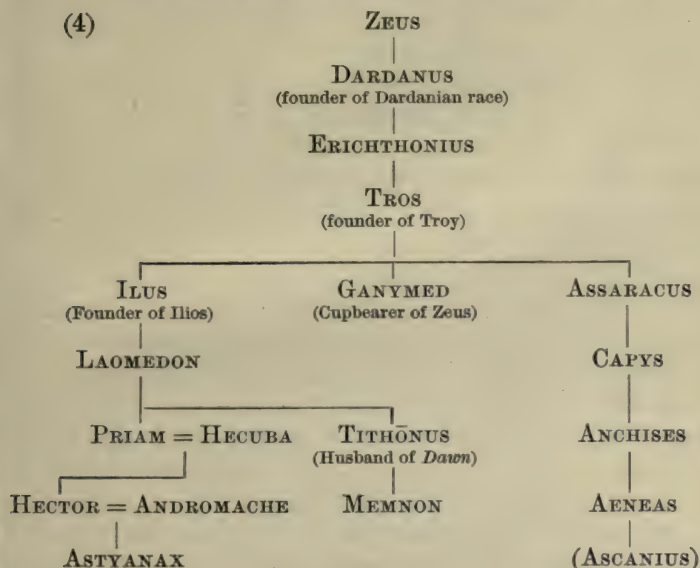 (4)
ZEUS
DARDANUS
(founder of Dardanian race)
ERICHTHONIUS
TROS
(founder of Troy)
ILUS GANYMED ASSARACUS
(Founder of Ilios) (Cupbearer of Zeus)
LAOMEDON CAPYS
PRIAM = HECUBA TITHŌNUS ANCHISES
(Husband of Dawn)
HECTOR = ANDROMACHE MEMNON AENEAS
ASTYANAX (ASCANIUS)